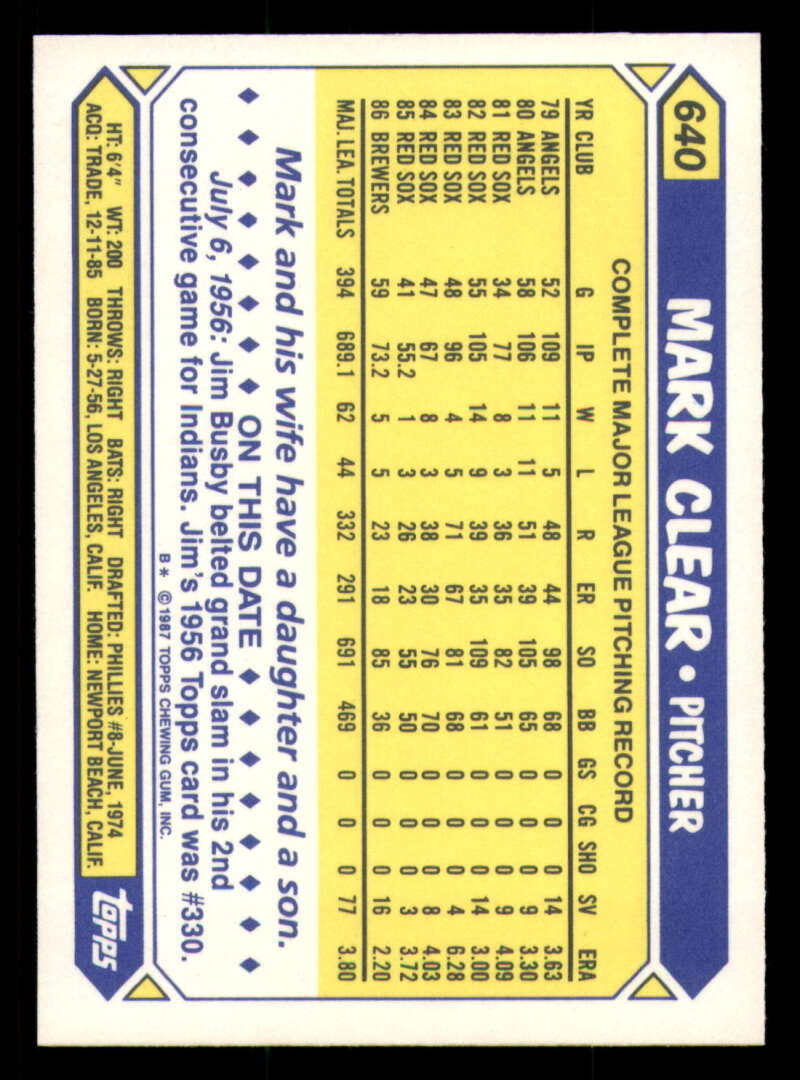 640
MARK CLEAR • PITCHER
COMPLETE MAJOR LEAGUE PITCHING RECORD
YR CLUB G IP W L R ER SO BB GS CG SHO SV ERA
79 ANGELS 52 109 11 5 48 44 98 68 0 0 0 14 3.63
80 ANGELS 58 106 11 11 51 39 105 65 0 0 0 9 3.30
81 RED SOX 34 77 8 3 36 35 82 51 0 0 0 9 4.09
82 RED SOX 55 105 14 9 39 35 109 61 0 0 0 14 3.00
83 RED SOX 48 96 4 5 71 67 81 68 0 0 0 4 6.28
84 RED SOX 47 67 8 3 38 30 76 70 0 0 0 8 4.03
85 RED SOX 41 55.2 1 3 26 23 55 50 0 0 0 3 3.72
86 BREWERS 59 73.2 5 5 23 18 85 36 0 0 0 16 2.20
MAJ. LEA. TOTALS 394 689.1 62 44 332 291 691 469 0 0 0 77 3.80
Mark and his wife have a daughter and a son.
♦ ♦ ♦ ♦ ♦ ♦ ♦ ON THIS DATE ♦ ♦ ♦ ♦ ♦ ♦ ♦
July 6, 1956: Jim Busby belted grand slam in his 2nd
consecutive game for Indians. Jim's 1956 Topps card was #330.
B* © 1987 TOPPS CHEWING GUM, INC.
HT: 6'4" WT: 200 THROWS: RIGHT BATS: RIGHT DRAFTED: PHILLIES #8-JUNE, 1974
ACQ: TRADE, 12-11-85 BORN: 5-27-56, LOS ANGELES, CALIF. HOME: NEWPORT BEACH, CALIF.
topps